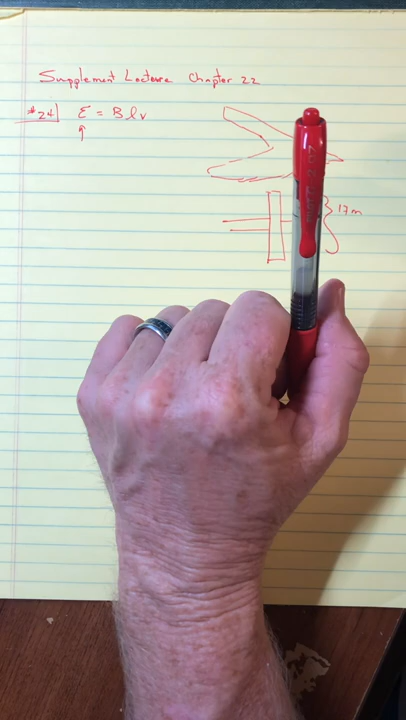 Supplement Lecture Chapter 22
#24 ε = Blv
17m